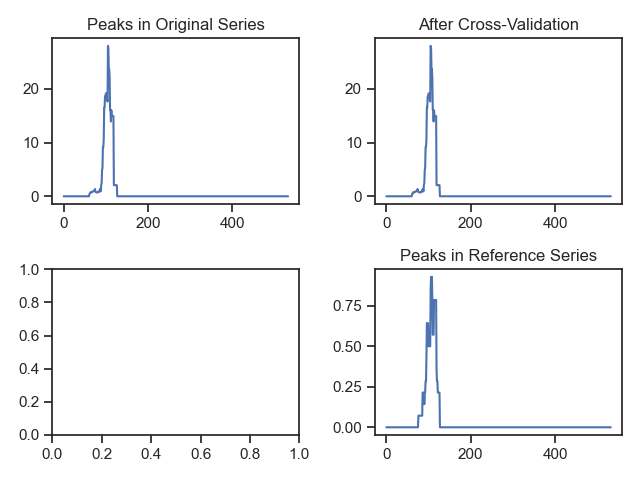 Peaks in Original Series
20
10
0
0 200 400
After Cross-Validation
20
10
0
0 200 400
1.0
0.8
0.6
0.4
0.2
0.0
0.0 0.2 0.4 0.6 0.8 1.0
Peaks in Reference Series
0.75
0.50
0.25
0.00
0 200 400